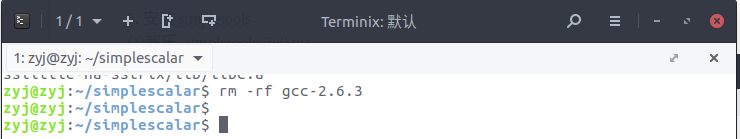 1 / 1
Terminix: 默认
1: zyj@zyj: ~/simplescalar
zyj@zyj:~/simplescalar$ rm -rf gcc-2.6.3
zyj@zyj:~/simplescalar$
zyj@zyj:~/simplescalar$